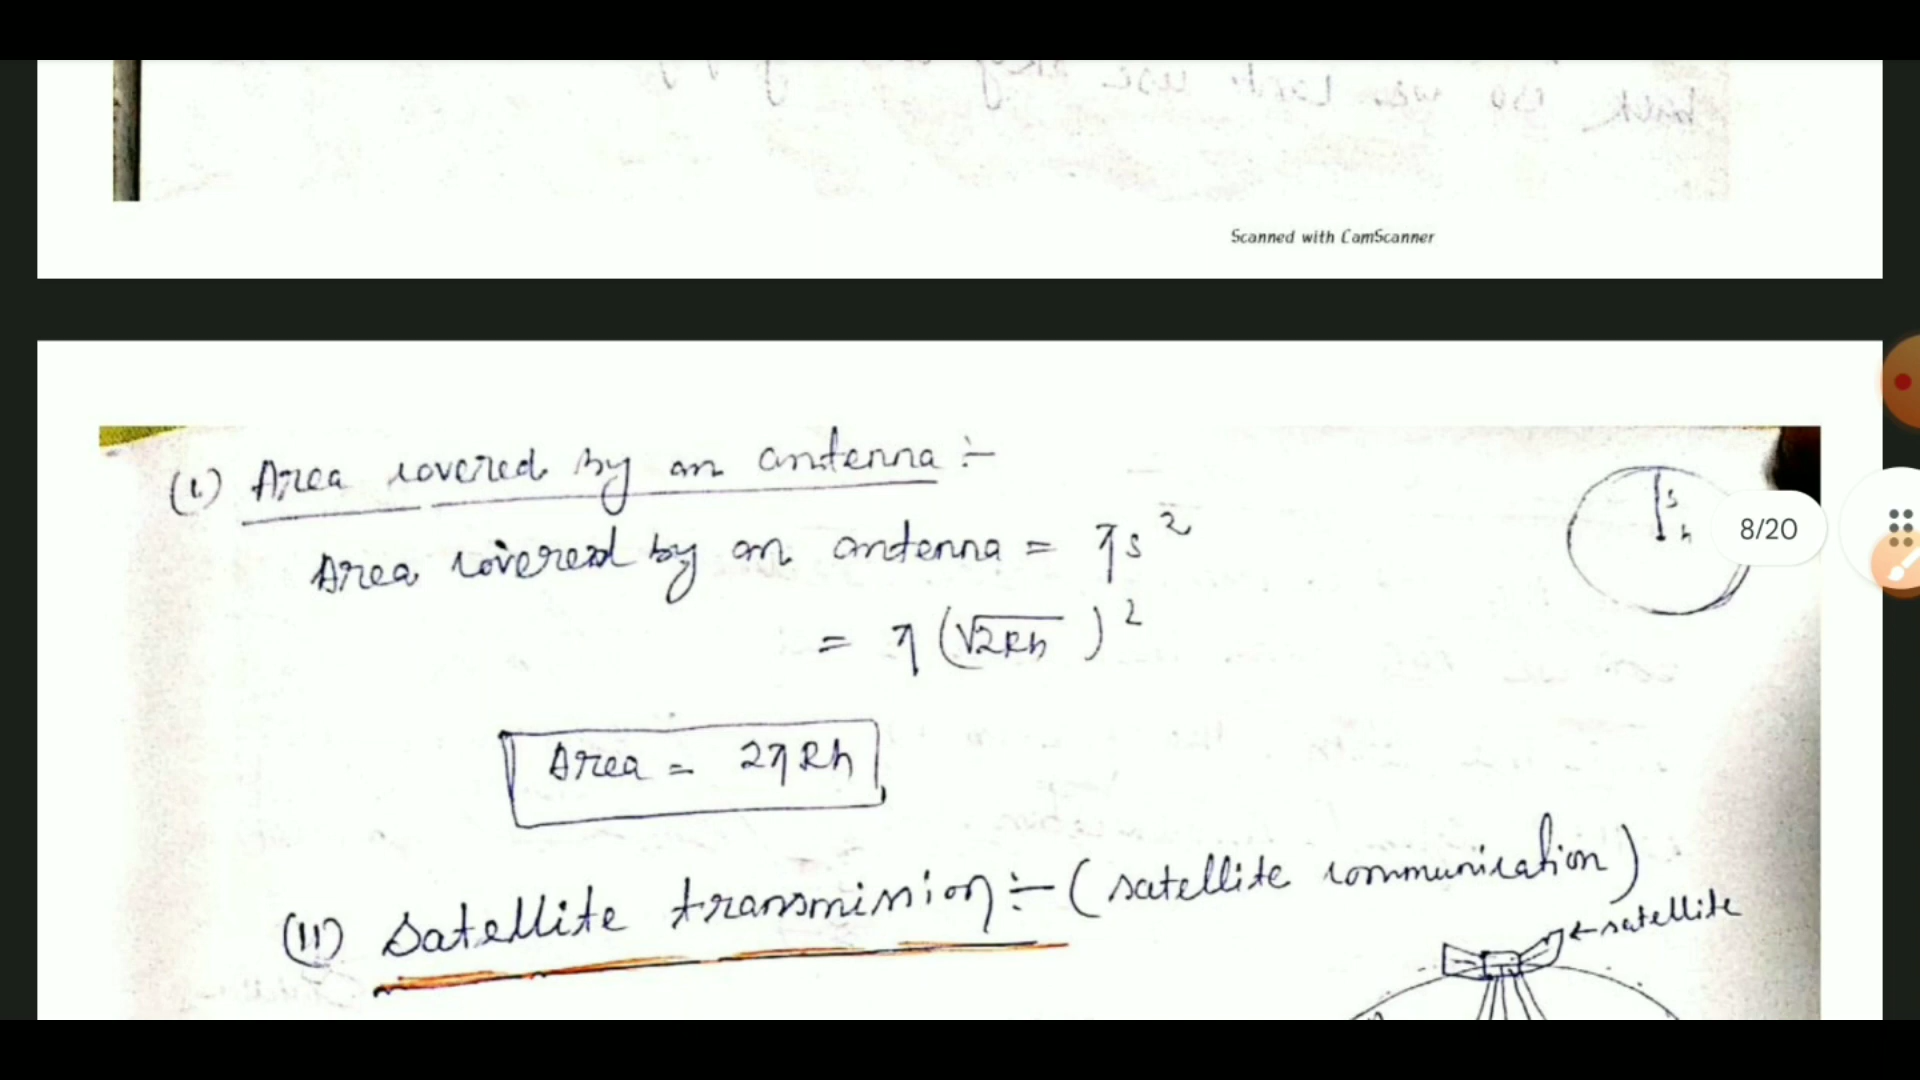 Scanned with CamScanner
(i) Area covered by an antenna :-
Area covered by an antenna = πs²
= π(√2Rh)²
Area = 2πRh
s
h
8/20
(ii) Satellite transmission :- (satellite communication)
← satellite